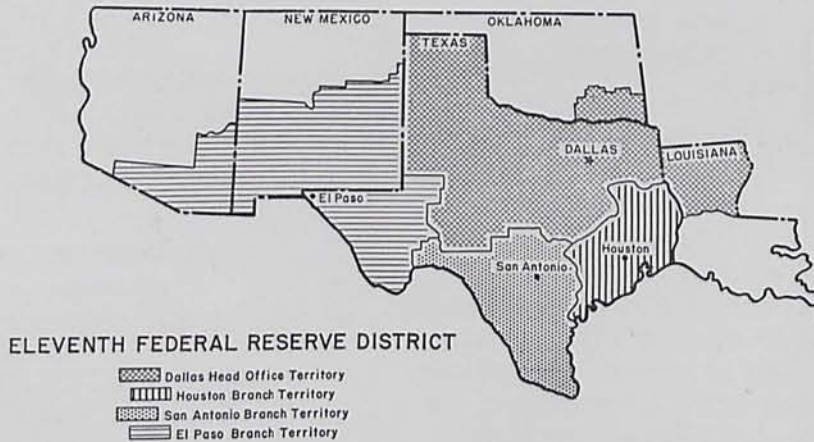 ARIZONA
NEW MEXICO
OKLAHOMA
TEXAS
DALLAS
LOUISIANA
El Paso
Houston
San Antonio
ELEVENTH FEDERAL RESERVE DISTRICT
Dallas Head Office Territory
Houston Branch Territory
San Antonio Branch Territory
El Paso Branch Territory